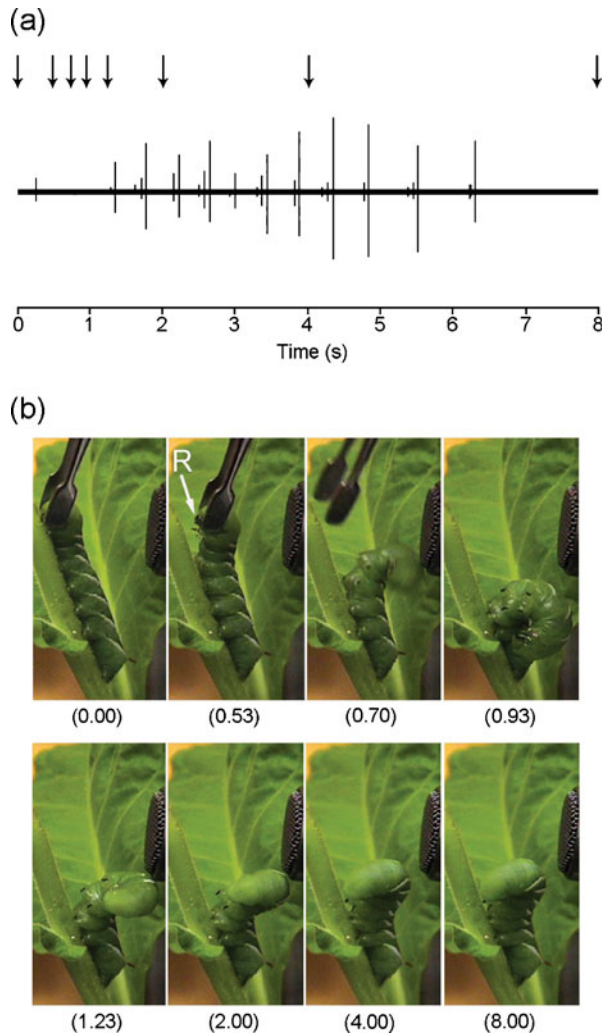 (a)
0 1 2 3 4 5 6 7 8
Time (s)
(b)
R
(0.00) (0.53) (0.70) (0.93)
(1.23) (2.00) (4.00) (8.00)